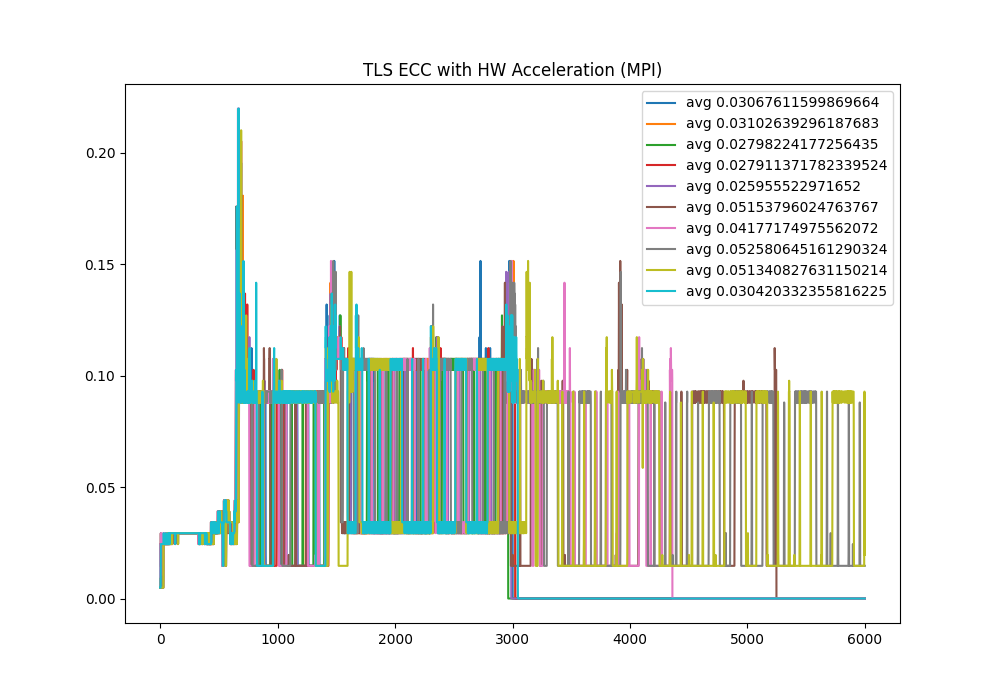 TLS ECC with HW Acceleration (MPI)
avg 0.03067611599869664
avg 0.03102639296187683
avg 0.02798224177256435
avg 0.027911371782339524
avg 0.025955522971652
avg 0.05153796024763767
avg 0.04177174975562072
avg 0.052580645161290324
avg 0.051340827631150214
avg 0.030420332355816225
0.20
0.15
0.10
0.05
0.00
0 1000 2000 3000 4000 5000 6000